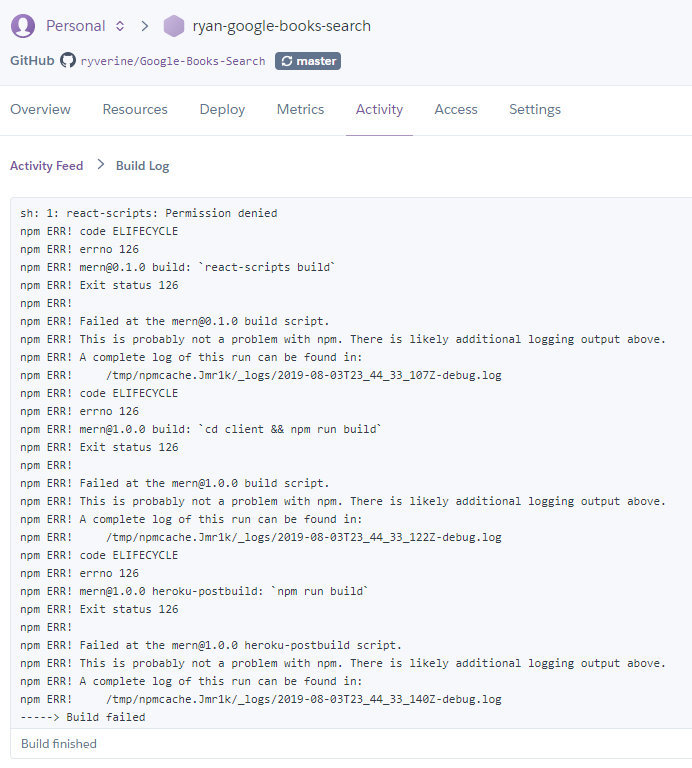 Personal > ryan-google-books-search
GitHub ryverine/Google-Books-Search master
Overview Resources Deploy Metrics Activity Access Settings
Activity Feed > Build Log
sh: 1: react-scripts: Permission denied
npm ERR! code ELIFECYCLE
npm ERR! errno 126
npm ERR! mern@0.1.0 build: `react-scripts build`
npm ERR! Exit status 126
npm ERR!
npm ERR! Failed at the mern@0.1.0 build script.
npm ERR! This is probably not a problem with npm. There is likely additional logging output above.
npm ERR! A complete log of this run can be found in:
npm ERR!     /tmp/npmcache.Jmr1k/_logs/2019-08-03T23_44_33_107Z-debug.log
npm ERR! code ELIFECYCLE
npm ERR! errno 126
npm ERR! mern@1.0.0 build: `cd client && npm run build`
npm ERR! Exit status 126
npm ERR!
npm ERR! Failed at the mern@1.0.0 build script.
npm ERR! This is probably not a problem with npm. There is likely additional logging output above.
npm ERR! A complete log of this run can be found in:
npm ERR!     /tmp/npmcache.Jmr1k/_logs/2019-08-03T23_44_33_122Z-debug.log
npm ERR! code ELIFECYCLE
npm ERR! errno 126
npm ERR! mern@1.0.0 heroku-postbuild: `npm run build`
npm ERR! Exit status 126
npm ERR!
npm ERR! Failed at the mern@1.0.0 heroku-postbuild script.
npm ERR! This is probably not a problem with npm. There is likely additional logging output above.
npm ERR! A complete log of this run can be found in:
npm ERR!     /tmp/npmcache.Jmr1k/_logs/2019-08-03T23_44_33_140Z-debug.log
-----> Build failed
Build finished